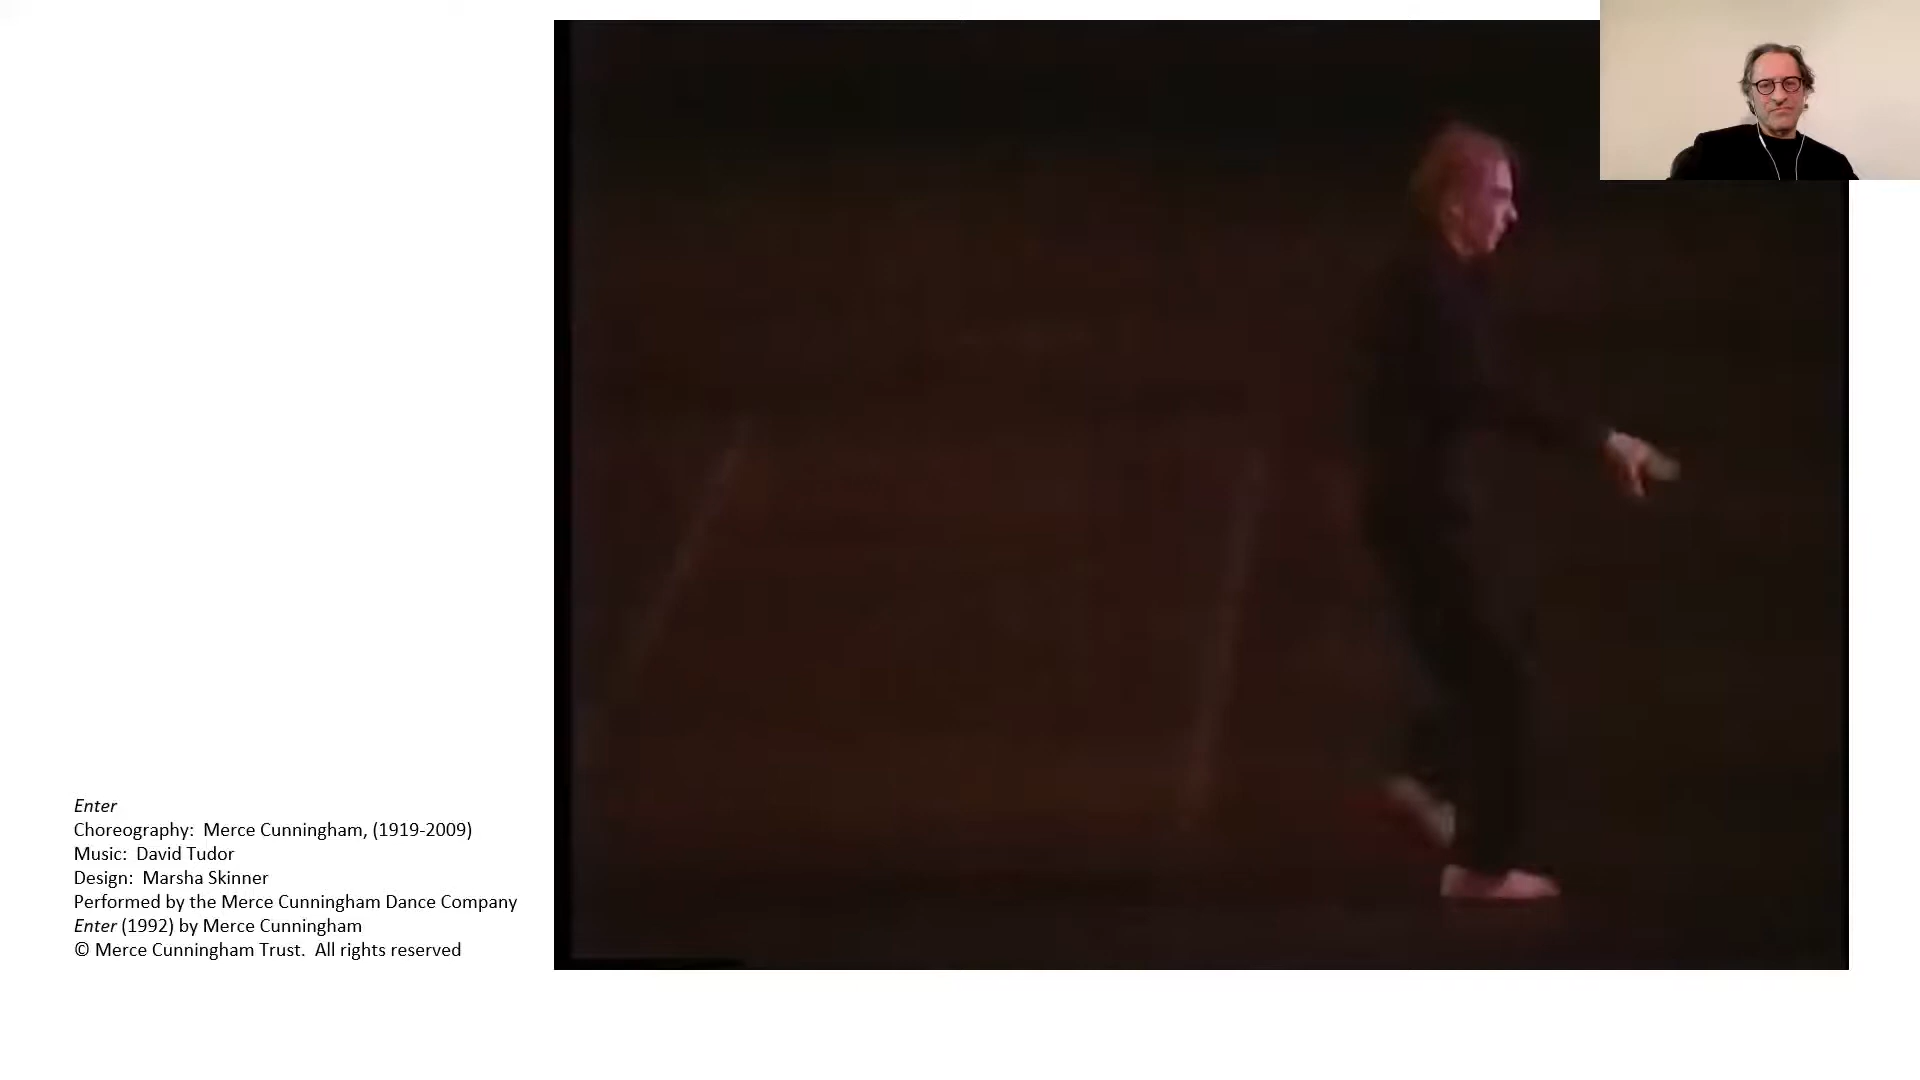 Enter
Choreography:  Merce Cunningham, (1919-2009)
Music:  David Tudor
Design:  Marsha Skinner
Performed by the Merce Cunningham Dance Company
Enter (1992) by Merce Cunningham
© Merce Cunningham Trust.  All rights reserved